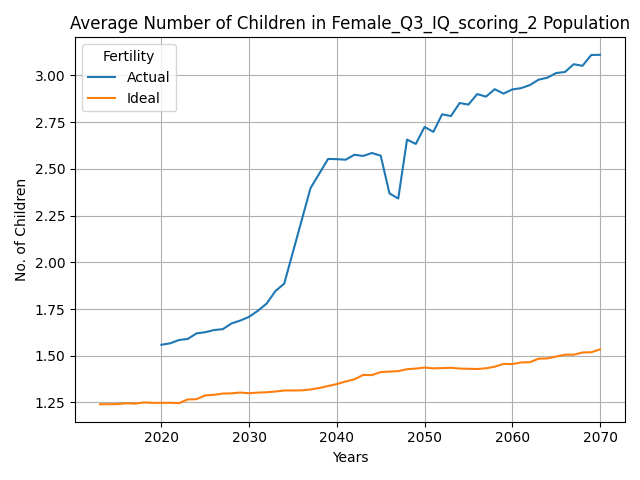 Average Number of Children in Female_Q3_IQ_scoring_2 Population
Fertility
Actual
Ideal
No. of Children
3.00
2.75
2.50
2.25
2.00
1.75
1.50
1.25
2020 2030 2040 2050 2060 2070
Years